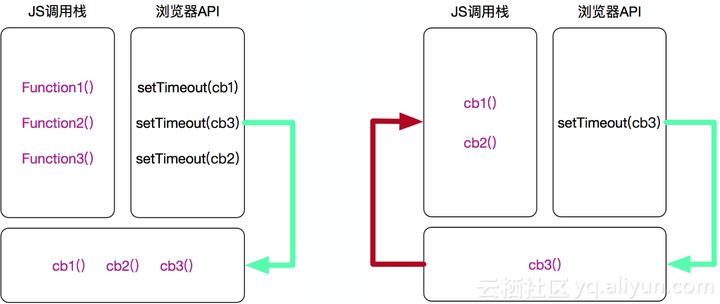 JS调用栈
浏览器API
Function1()
Function2()
Function3()
setTimeout(cb1)
setTimeout(cb3)
setTimeout(cb2)
cb1() cb2() cb3()
JS调用栈
浏览器API
cb1()
cb2()
setTimeout(cb3)
cb3()
云栖社区 yq.aliyun.com